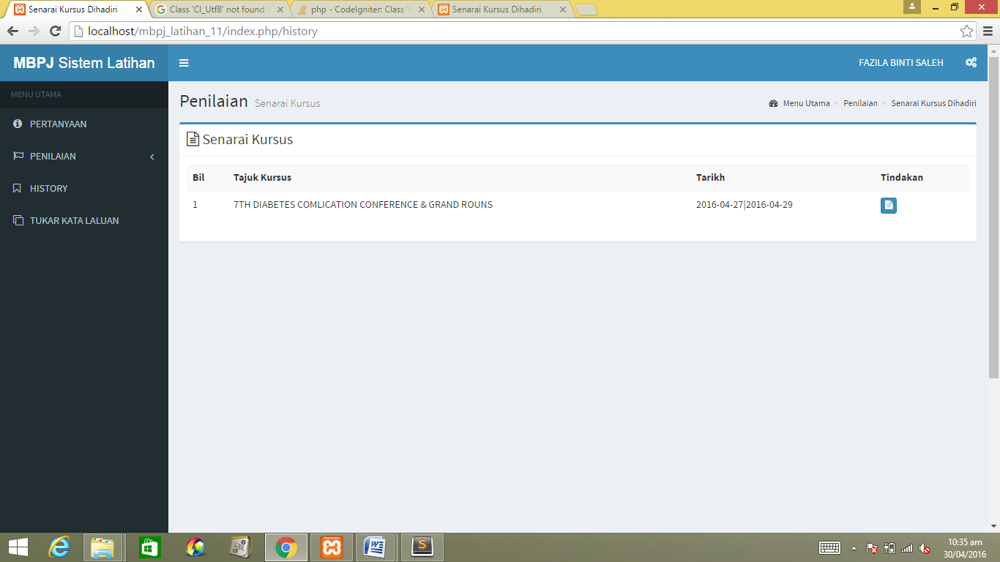 Senarai Kursus Dihadiri
Class 'CI_Utf8' not found -
php - CodeIgniter: Class 'C
Senarai Kursus Dihadiri
localhost/mbpj_latihan_11/index.php/history
MBPJ Sistem Latihan
FAZILA BINTI SALEH
MENU UTAMA
PERTANYAAN
PENILAIAN
HISTORY
TUKAR KATA LALUAN
Penilaian Senarai Kursus
Menu Utama > Penilaian > Senarai Kursus Dihadiri
Senarai Kursus
Bil Tajuk Kursus Tarikh Tindakan
1 7TH DIABETES COMLICATION CONFERENCE & GRAND ROUNS 2016-04-27|2016-04-29
10:35 am
30/04/2016